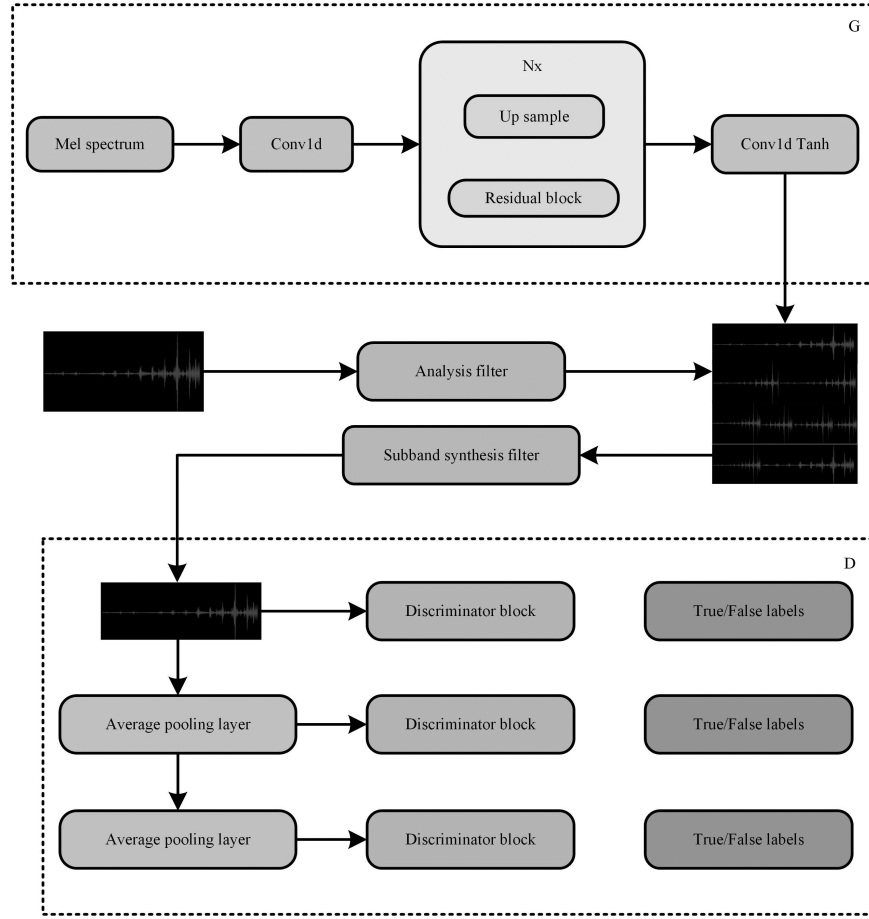 G
Nx
Up sample
Mel spectrum
Conv1d
Conv1d Tanh
Residual block
Analysis filter
Subband synthesis filter
D
Discriminator block
True/False labels
Average pooling layer
Discriminator block
True/False labels
Average pooling layer
Discriminator block
True/False labels